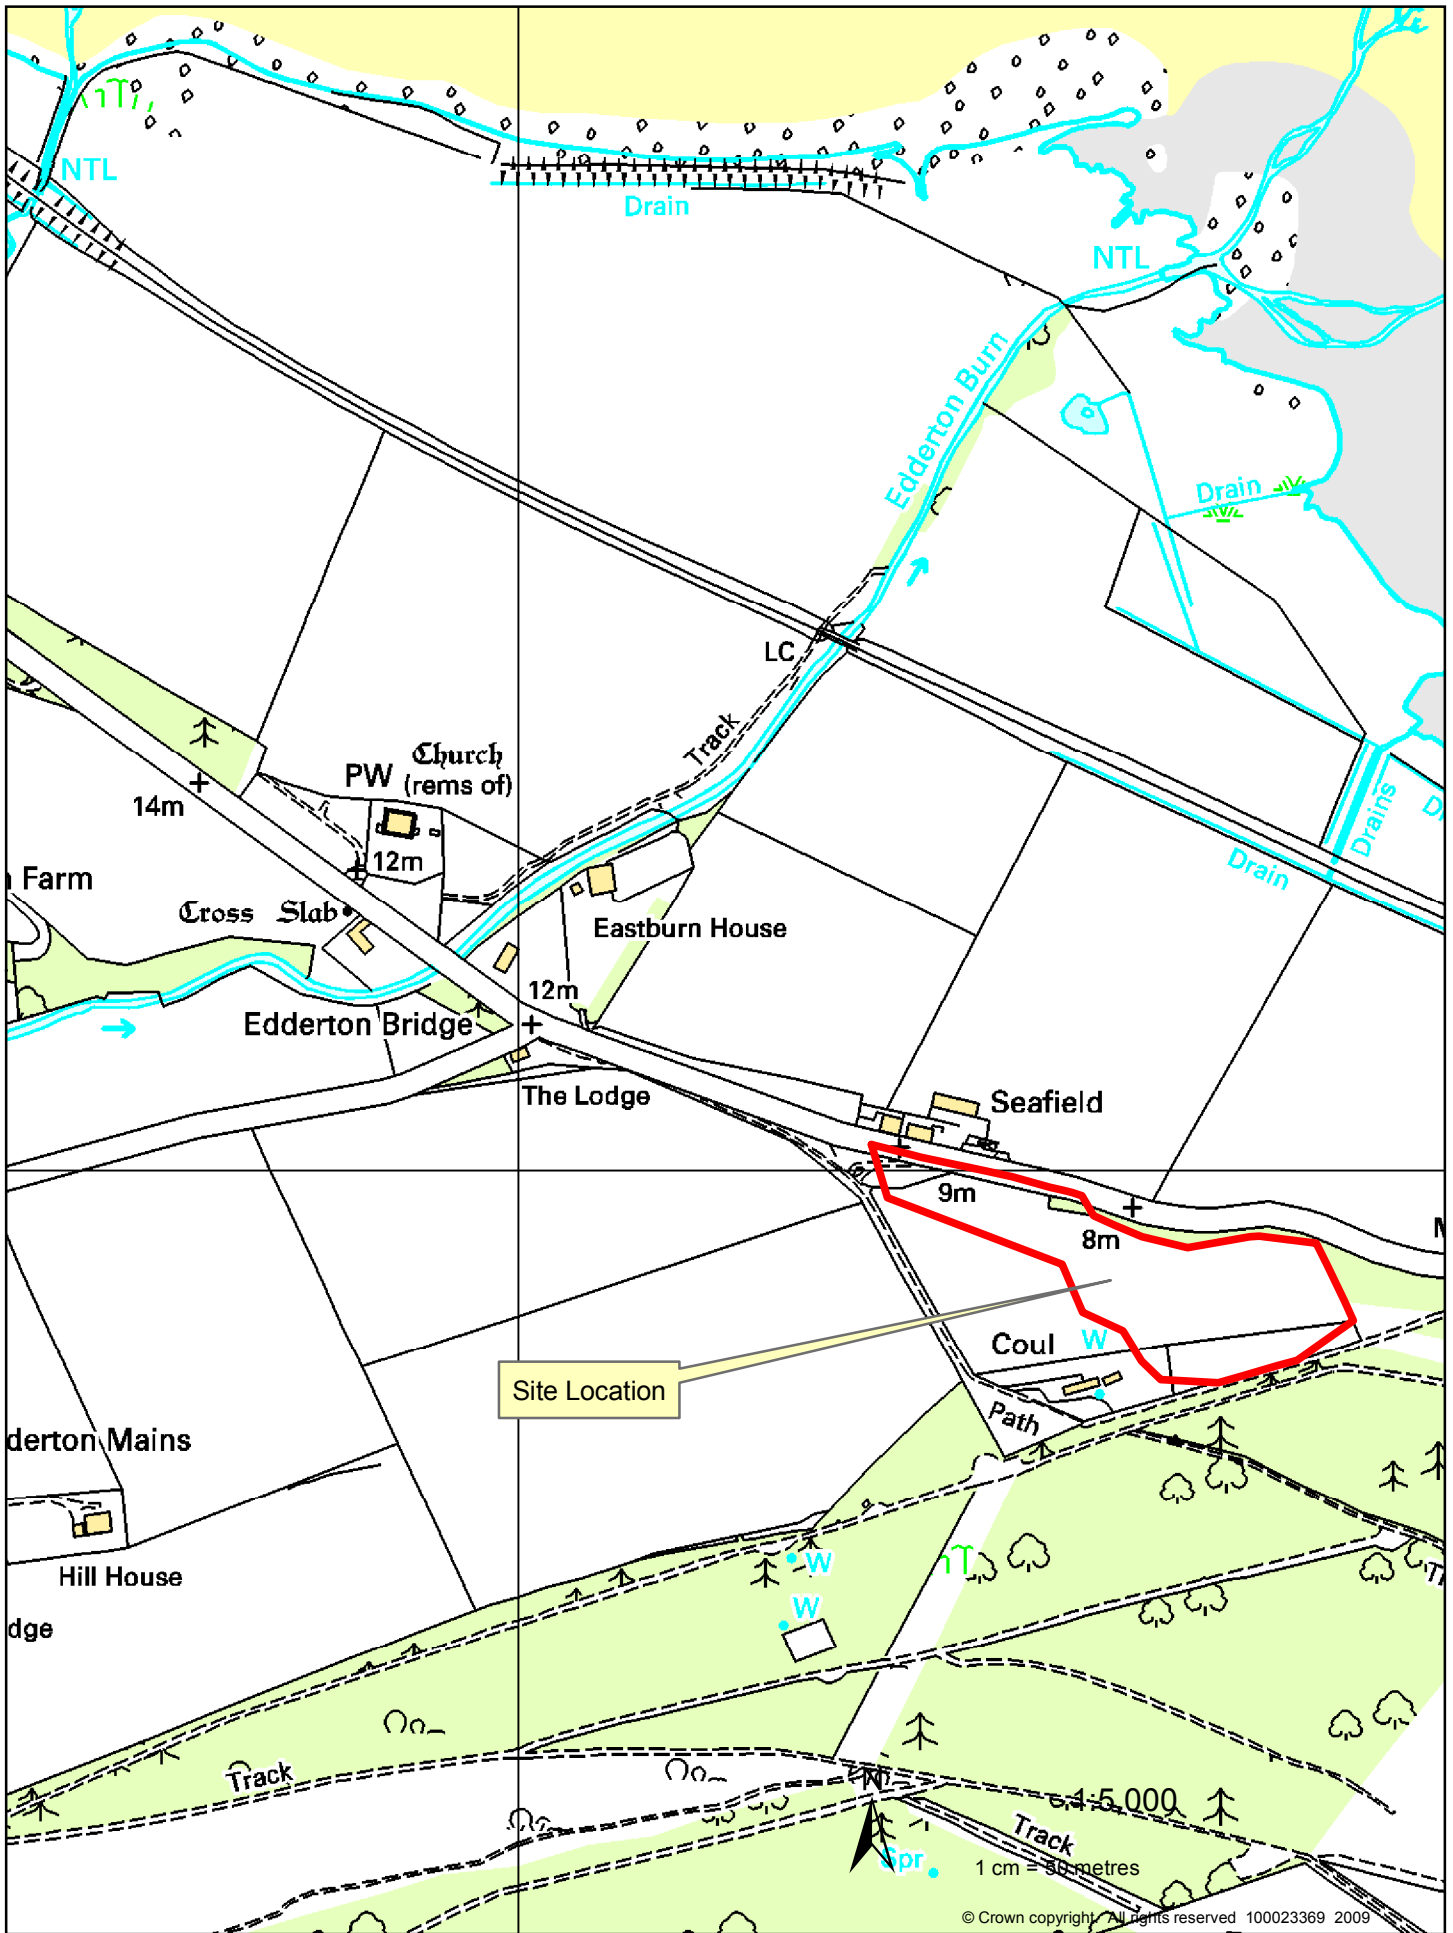 NTL
Drain
NTL
Edderton Burn
Drain
LC
Track
Church
PW (rems of)
14m
12m
Farm
Cross Slab
Drains
Drain
Eastburn House
12m
Edderton Bridge
The Lodge
Seafield
9m
8m
Coul W
Site Location
Path
derton Mains
Hill House
W
W
dge
Track
N
1:5,000
Track
Spr
1 cm = 50 metres
© Crown copyright. All rights reserved 100023369 2009